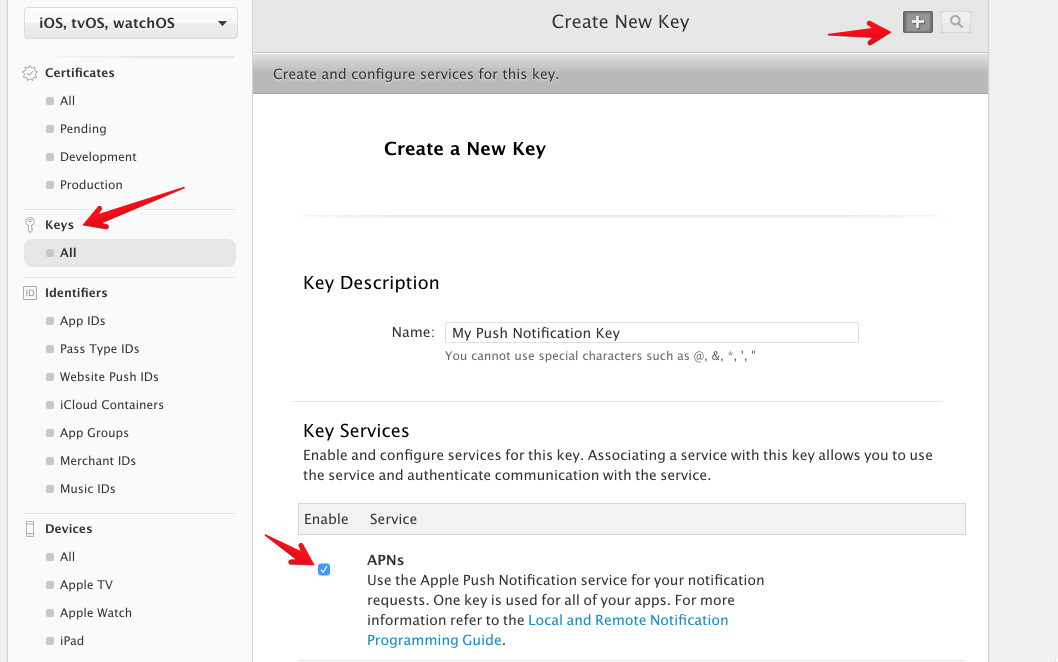 iOS, tvOS, watchOS
Certificates
All
Pending
Development
Production
Keys
All
ID
Identifiers
App IDs
Pass Type IDs
Website Push IDs
iCloud Containers
App Groups
Merchant IDs
Music IDs
Devices
All
Apple TV
Apple Watch
iPad
Create New Key
Create and configure services for this key.
Create a New Key
Key Description
Name: My Push Notification Key
You cannot use special characters such as @, &, *, ', "
Key Services
Enable and configure services for this key. Associating a service with this key allows you to use
the service and authenticate communication with the service.
Enable Service
APNs
Use the Apple Push Notification service for your notification
requests. One key is used for all of your apps. For more
information refer to the Local and Remote Notification
Programming Guide.